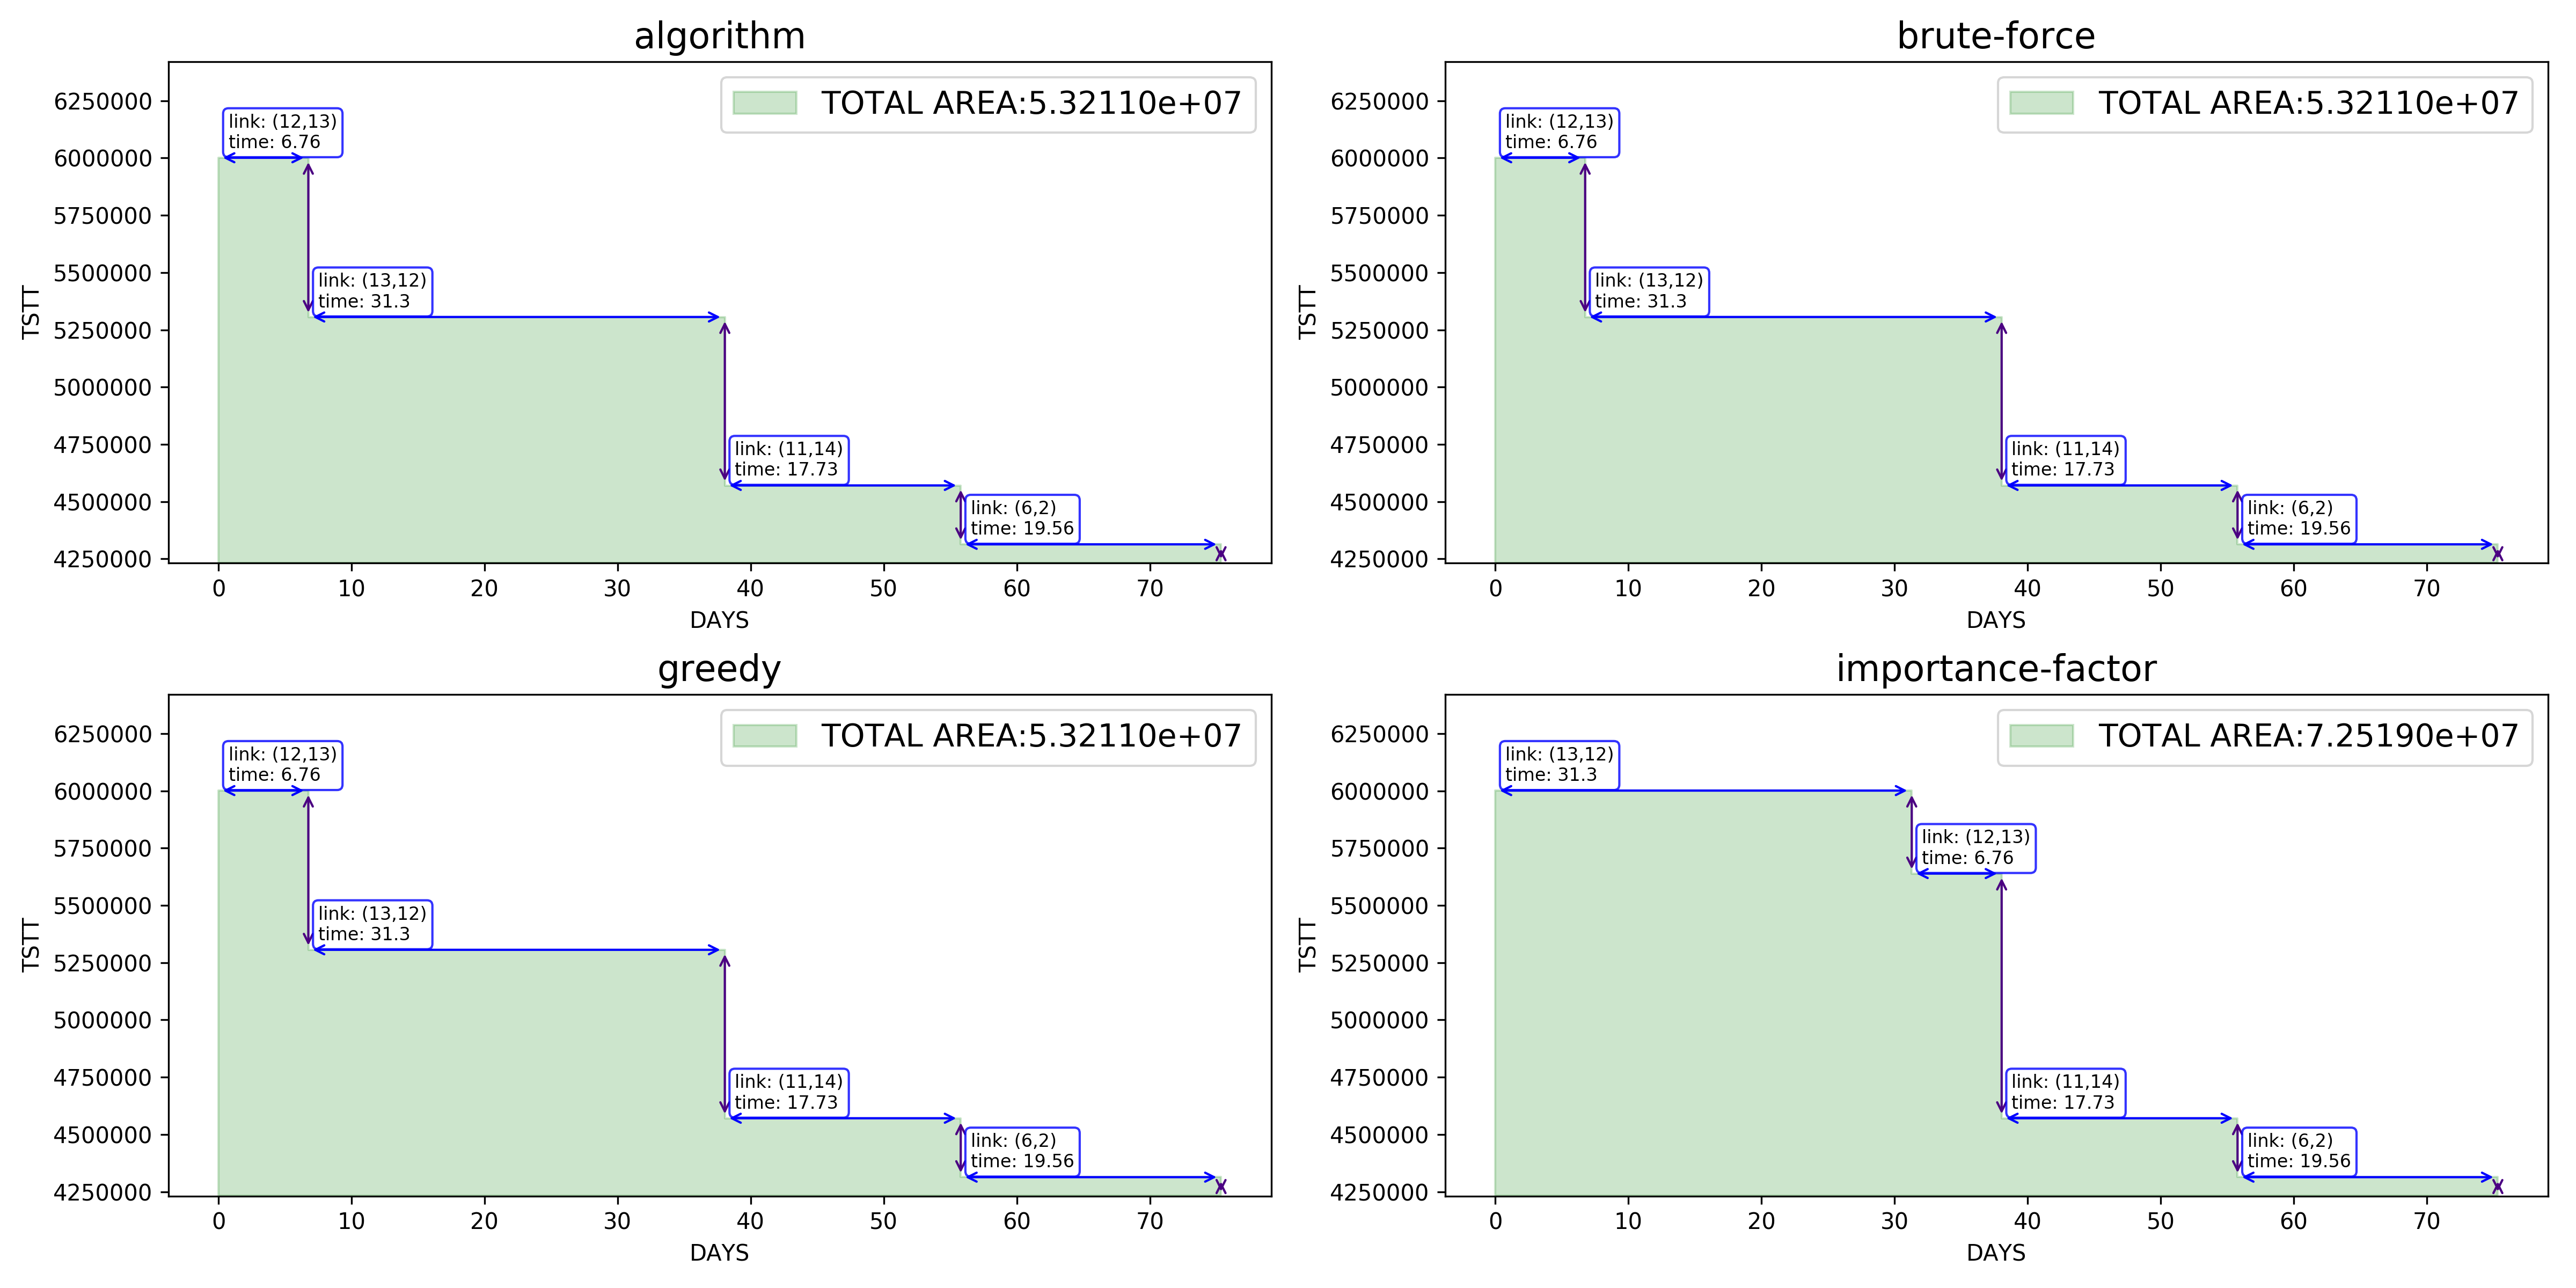 algorithm
TOTAL AREA:5.32110e+07
link: (12,13)
time: 6.76
link: (13,12)
time: 31.3
link: (11,14)
time: 17.73
link: (6,2)
time: 19.56
6250000
6000000
5750000
5500000
5250000
5000000
4750000
4500000
4250000
TSTT
0 10 20 30 40 50 60 70
DAYS
brute-force
TOTAL AREA:5.32110e+07
link: (12,13)
time: 6.76
link: (13,12)
time: 31.3
link: (11,14)
time: 17.73
link: (6,2)
time: 19.56
6250000
6000000
5750000
5500000
5250000
5000000
4750000
4500000
4250000
TSTT
0 10 20 30 40 50 60 70
DAYS
greedy
TOTAL AREA:5.32110e+07
link: (12,13)
time: 6.76
link: (13,12)
time: 31.3
link: (11,14)
time: 17.73
link: (6,2)
time: 19.56
6250000
6000000
5750000
5500000
5250000
5000000
4750000
4500000
4250000
TSTT
0 10 20 30 40 50 60 70
DAYS
importance-factor
TOTAL AREA:7.25190e+07
link: (13,12)
time: 31.3
link: (12,13)
time: 6.76
link: (11,14)
time: 17.73
link: (6,2)
time: 19.56
6250000
6000000
5750000
5500000
5250000
5000000
4750000
4500000
4250000
TSTT
0 10 20 30 40 50 60 70
DAYS